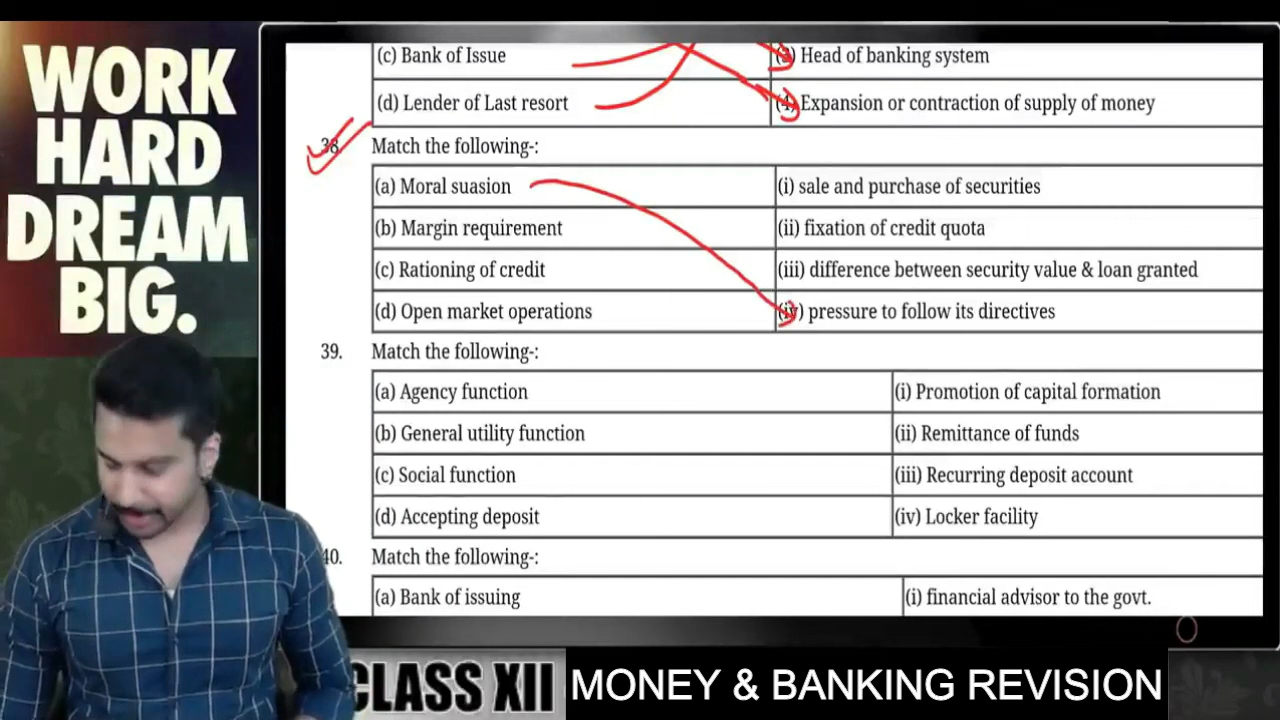 WORK
HARD
DREAM
BIG.
(c) Bank of Issue
Head of banking system
(d) Lender of Last resort
(4) Expansion or contraction of supply of money
38. Match the following-:
(a) Moral suasion
(i) sale and purchase of securities
(b) Margin requirement
(ii) fixation of credit quota
(c) Rationing of credit
(iii) difference between security value & loan granted
(d) Open market operations
(iv) pressure to follow its directives
39. Match the following-:
(a) Agency function
(i) Promotion of capital formation
(b) General utility function
(ii) Remittance of funds
(c) Social function
(iii) Recurring deposit account
(d) Accepting deposit
(iv) Locker facility
40. Match the following-:
(a) Bank of issuing
(i) financial advisor to the govt.
CLASS XII
MONEY & BANKING REVISION